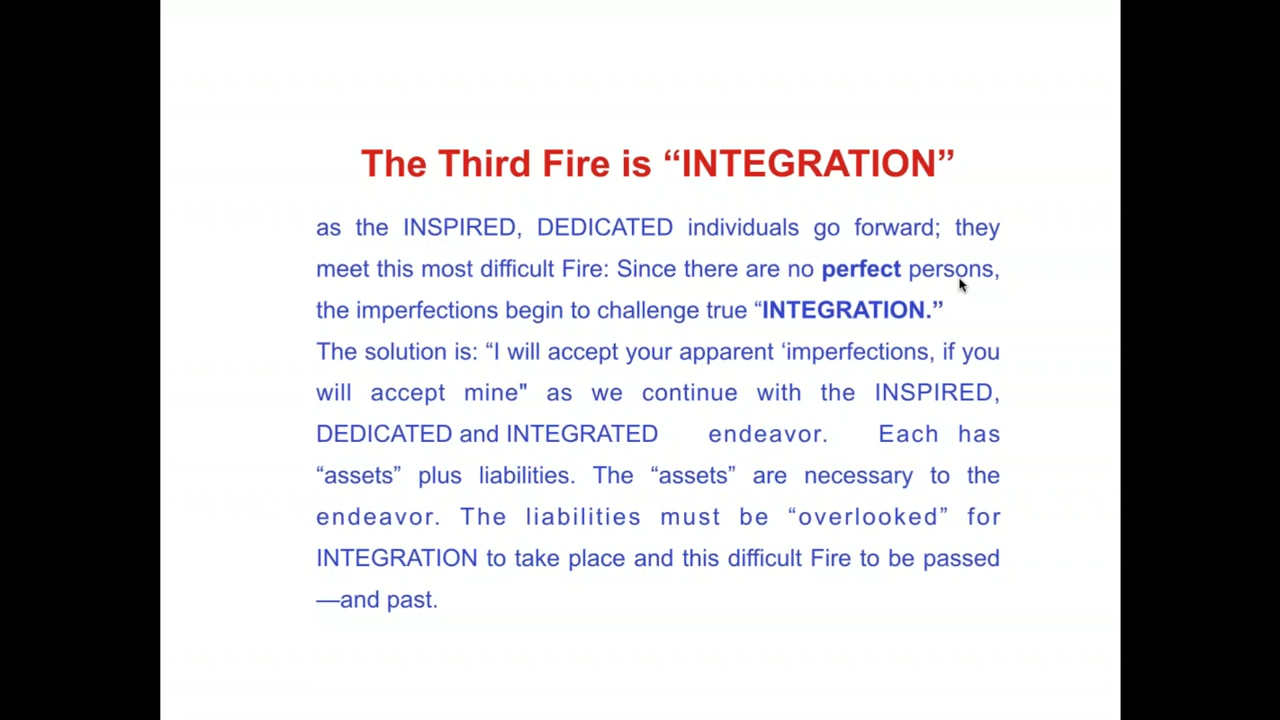 The Third Fire is “INTEGRATION”
as the INSPIRED, DEDICATED individuals go forward; they
meet this most difficult Fire: Since there are no perfect persons,
the imperfections begin to challenge true “INTEGRATION.”
The solution is: “I will accept your apparent ‘imperfections, if you
will accept mine" as we continue with the INSPIRED,
DEDICATED and INTEGRATED endeavor. Each has
“assets” plus liabilities. The “assets” are necessary to the
endeavor. The liabilities must be “overlooked” for
INTEGRATION to take place and this difficult Fire to be passed
—and past.